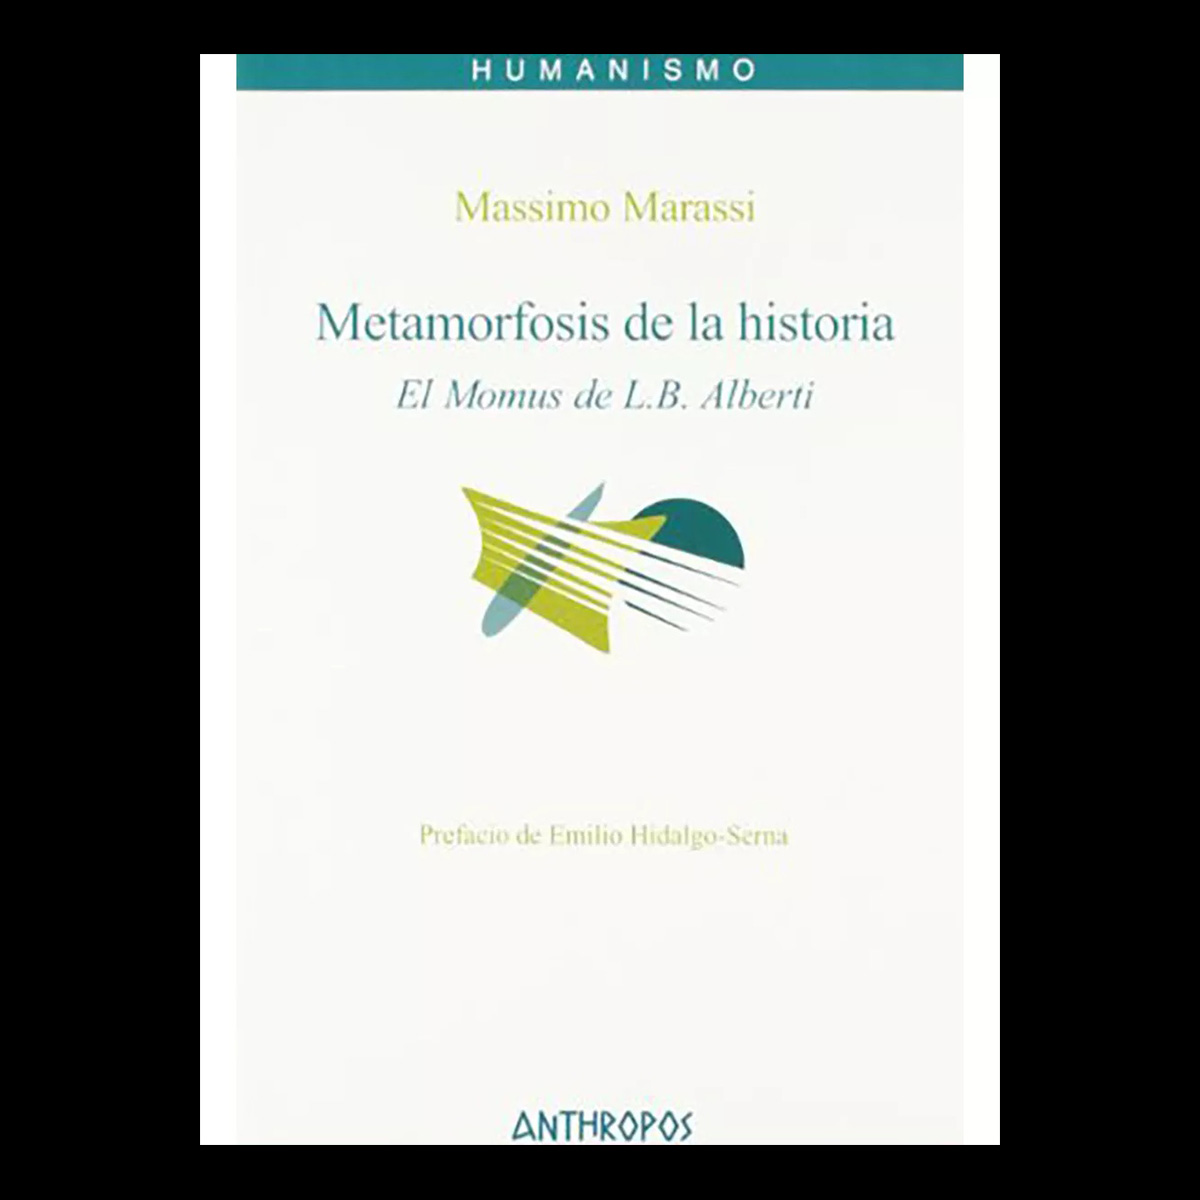 HUMANISMO
Massimo Marassi
Metamorfosis de la historia
El Momus de L.B. Alberti
Prefacio de Emilio Hidalgo-Serna
ANTHROPOS